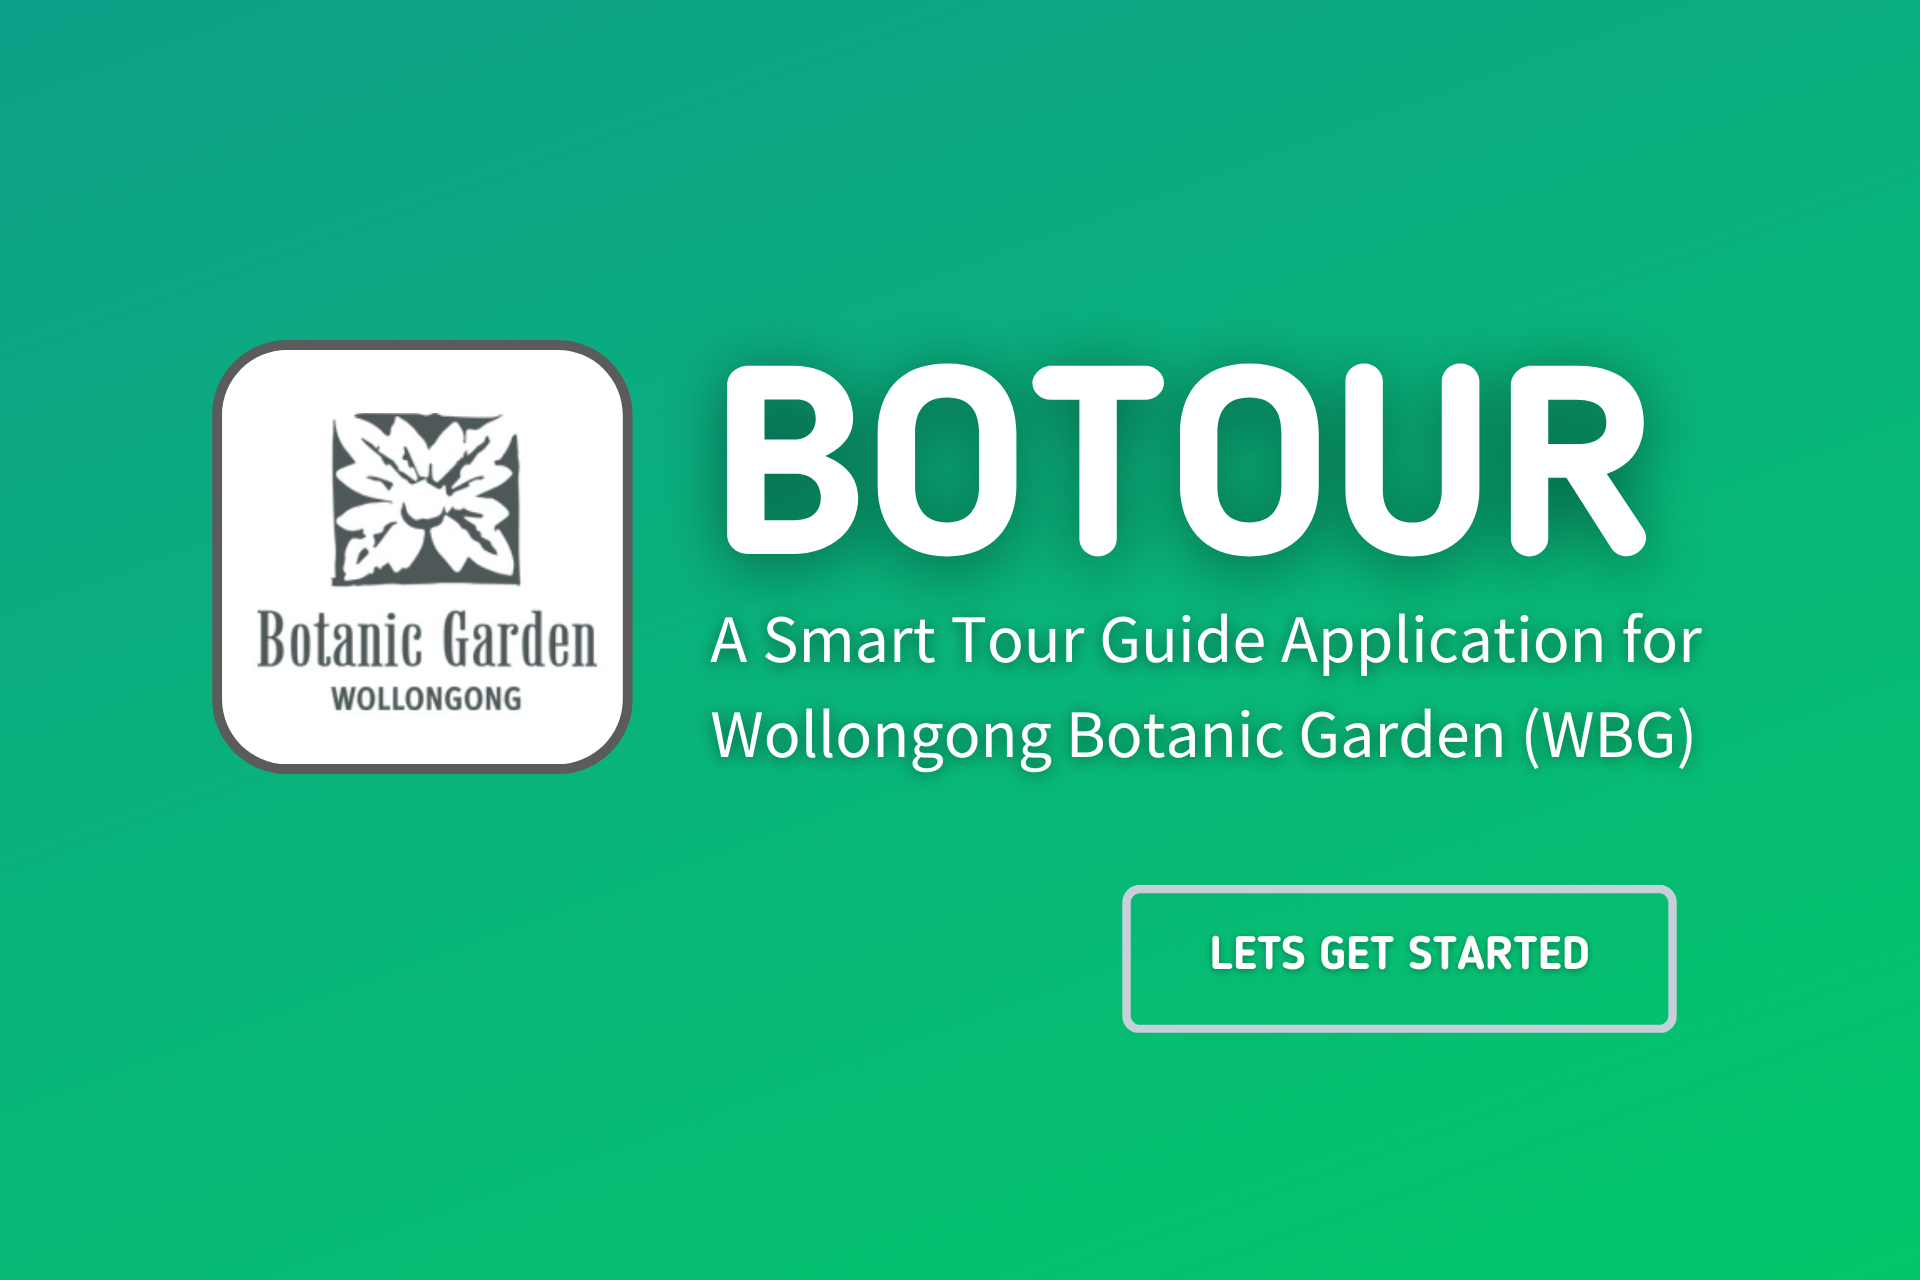 Botanic Garden
WOLLONGONG
BOTOUR
A Smart Tour Guide Application for
Wollongong Botanic Garden (WBG)
LETS GET STARTED